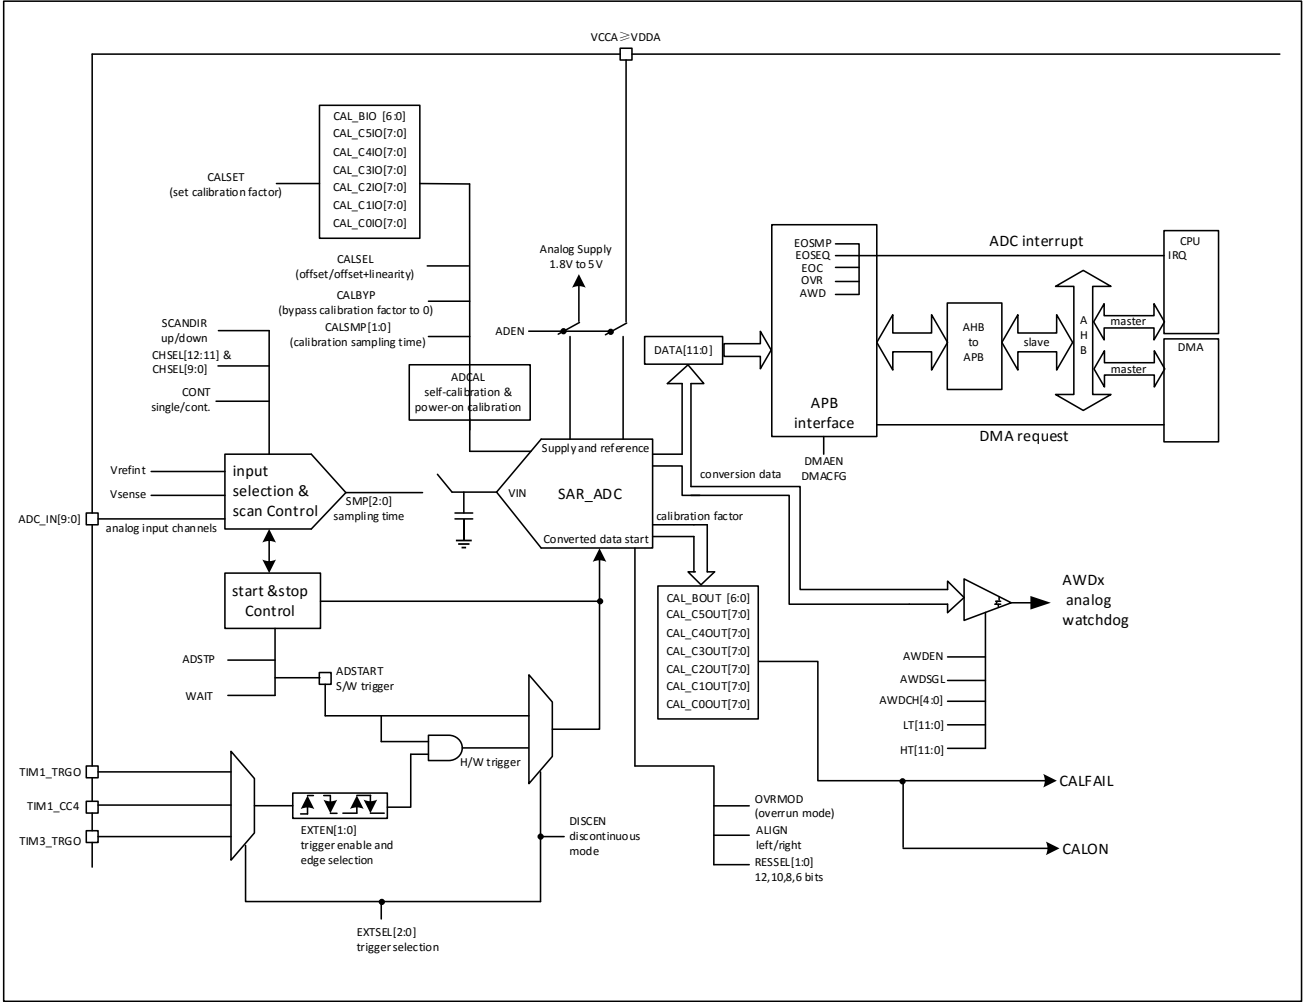 VCCA≥VDDA
CAL_BIO [6:0]
CAL_C5IO[7:0]
CAL_C4IO[7:0]
CAL_C3IO[7:0]
CAL_C2IO[7:0]
CAL_C1IO[7:0]
CAL_C0IO[7:0]
CALSET
(set calibration factor)
CALSEL
(offset/offset+linearity)
CALBYP
(bypass calibration factor to 0)
CALSMP[1:0]
(calibration sampling time)
ADCAL
self-calibration &
power-on calibration
Analog Supply
1.8V to 5V
ADEN
SCANDIR
up/down
CHSEL[12:11] &
CHSEL[9:0]
CONT
single/cont.
Vrefint
Vsense
ADC_IN[9:0]
analog input channels
input
selection &
scan Control
SMP[2:0]
sampling time
Supply and reference
VIN
SAR_ADC
Converted data start
DATA[11:0]
conversion data
calibration factor
EOSMP
EOSEQ
EOC
OVR
AWD
APB
interface
DMAEN
DMACFG
ADC interrupt
CPU
IRQ
AHB
to
APB
slave
A
H
B
master
master
DMA
DMA request
start &stop
Control
ADSTP
WAIT
ADSTART
S/W trigger
H/W trigger
TIM1_TRGO
TIM1_CC4
TIM3_TRGO
EXTEN[1:0]
trigger enable and
edge selection
DISCEN
discontinuous
mode
EXTSEL[2:0]
trigger selection
CAL_BOUT [6:0]
CAL_C5OUT[7:0]
CAL_C4OUT[7:0]
CAL_C3OUT[7:0]
CAL_C2OUT[7:0]
CAL_C1OUT[7:0]
CAL_C0OUT[7:0]
OVRMOD
(overrun mode)
ALIGN
left/right
RESSEL[1:0]
12,10,8,6 bits
AWDx
analog
watchdog
AWDEN
AWDSGL
AWDCH[4:0]
LT[11:0]
HT[11:0]
CALFAIL
CALON